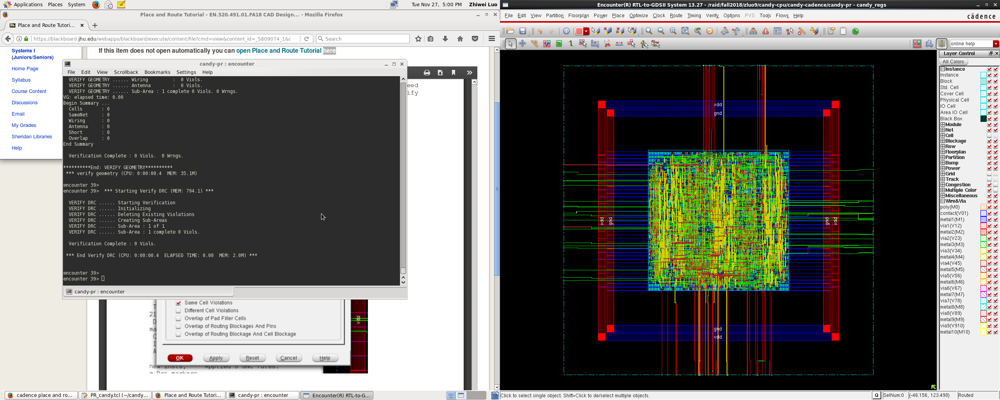 Applications Places System
Tue Nov 27, 5:00 PM Zhiwei Luo
Place and Route Tutorial – EN.520.491.01.FA18 CAD Design... - Mozilla Firefox
Place and Route Tutori...
https://blackboard.jhu.edu/webapps/blackboard/execute/content/file?cmd=view&content_id=_5809074_1&c
Search
Systems I
(Juniors/Seniors)
Home Page
Syllabus
Course Content
Discussions
Email
My Grades
Sheridan Libraries
Help
If this item does not open automatically you can open Place and Route Tutorial here
eed
ify
candy-pr : encounter
File Edit View Scrollback Bookmarks Settings Help
VERIFY GEOMETRY ...... Wiring : 0 Viols.
VERIFY GEOMETRY ...... Antenna : 0 Viols.
VERIFY GEOMETRY ...... Sub-Area : 1 complete 0 Viols. 0 Wrngs.
VG: elapsed time: 0.00
Begin Summary ...
Cells : 0
SameNet : 0
Wiring : 0
Antenna : 0
Short : 0
Overlap : 0
End Summary
Verification Complete : 0 Viols. 0 Wrngs.
**********End: VERIFY GEOMETRY**********
*** verify geometry (CPU: 0:00:00.4 MEM: 35.1M)
encounter 39>
encounter 39> *** Starting Verify DRC (MEM: 794.1) ***
VERIFY DRC ...... Starting Verification
VERIFY DRC ...... Initializing
VERIFY DRC ...... Deleting Existing Violations
VERIFY DRC ...... Creating Sub-Areas
VERIFY DRC ...... Sub-Area : 1 of 1
VERIFY DRC ...... Sub-Area : 1 complete 0 Viols.
Verification Complete : 0 Viols.
*** End Verify DRC (CPU: 0:00:00.4 ELAPSED TIME: 0.00 MEM: 2.0M) ***
encounter 39>
encounter 39>
candy-pr : encounter
Same Cell Violations
Different Cell Violations
Overlap of Pad Filler Cells
Overlap of Routing Blockages And Pins
Overlap of Routing Blockage And Cell Blockage
OK Apply Reset Cancel Help
vdd
cadence place and ro...
PR_candy.tcl (~/candy...
Place and Route Tutori...
candy-pr : encounter
Encounter(R) RTL-to-G...
Encounter(R) RTL-to-GDSII System 13.27 - /raid/fall2018/zluo9/candy-cpu/candy-cadence/candy-pr - candy_regs
File Edit View Partition Floorplan Power Place Optimize Clock Route Timing Verify Options PVS Tools Flows Help
cādence
online help
vdd
gnd
vdd
gnd
gnd
vdd
gnd
vdd
Layer Control
All Colors
Instance
Instance
Block
Std. Cell
Cover Cell
Physical Cell
IO Cell
Area IO Cell
Black Box
Module
Net
Cell
Blockage
Row
Floorplan
Partition
Bump
Power
Grid
Track
Congestion
Multiple Color
Miscellaneous
Wire&Via
poly(M0)
contact(V01)
metal1(M1)
via1(V12)
metal2(M2)
via2(V23)
metal3(M3)
via3(V34)
metal4(M4)
via4(V45)
metal5(M5)
via5(V56)
metal6(M6)
via6(V67)
metal7(M7)
via7(V78)
metal8(M8)
via8(V89)
metal9(M9)
via9(V910)
metal10(M10)
Click to select single object. Shift+Click to de/select multiple objects.
Q SelNum:0 (-46.156, 123.498) Routed